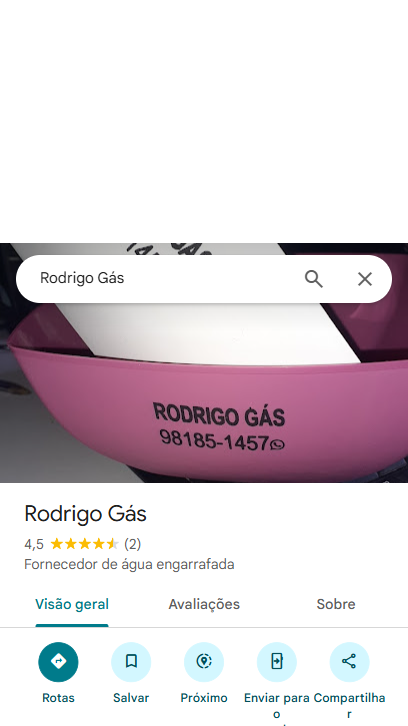 Rodrigo Gás
RODRIGO GÁS
98185-1457
Rodrigo Gás
4,5 (2)
Fornecedor de água engarrafada
Visão geral Avaliações Sobre
Rotas Salvar Próximo Enviar para o Compartilhar